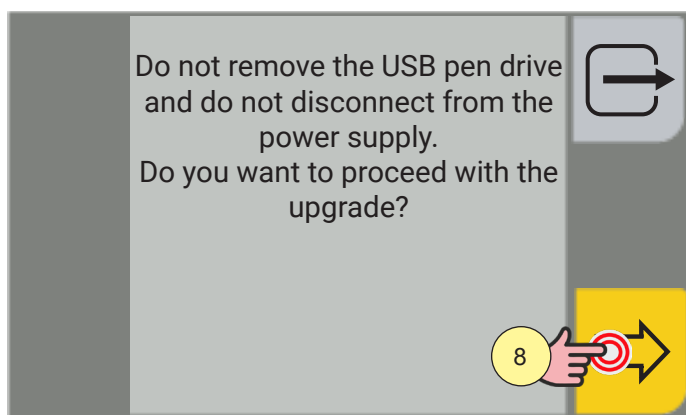 Do not remove the USB pen drive
and do not disconnect from the
power supply.
Do you want to proceed with the
upgrade?
8